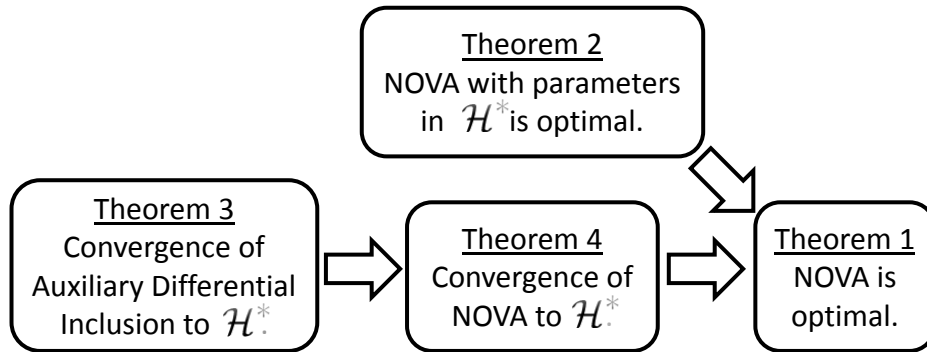 Theorem 2
NOVA with parameters
in ℋ* is optimal.
Theorem 3
Convergence of
Auxiliary Differential
Inclusion to ℋ*.
Theorem 4
Convergence of
NOVA to ℋ*.
Theorem 1
NOVA is
optimal.